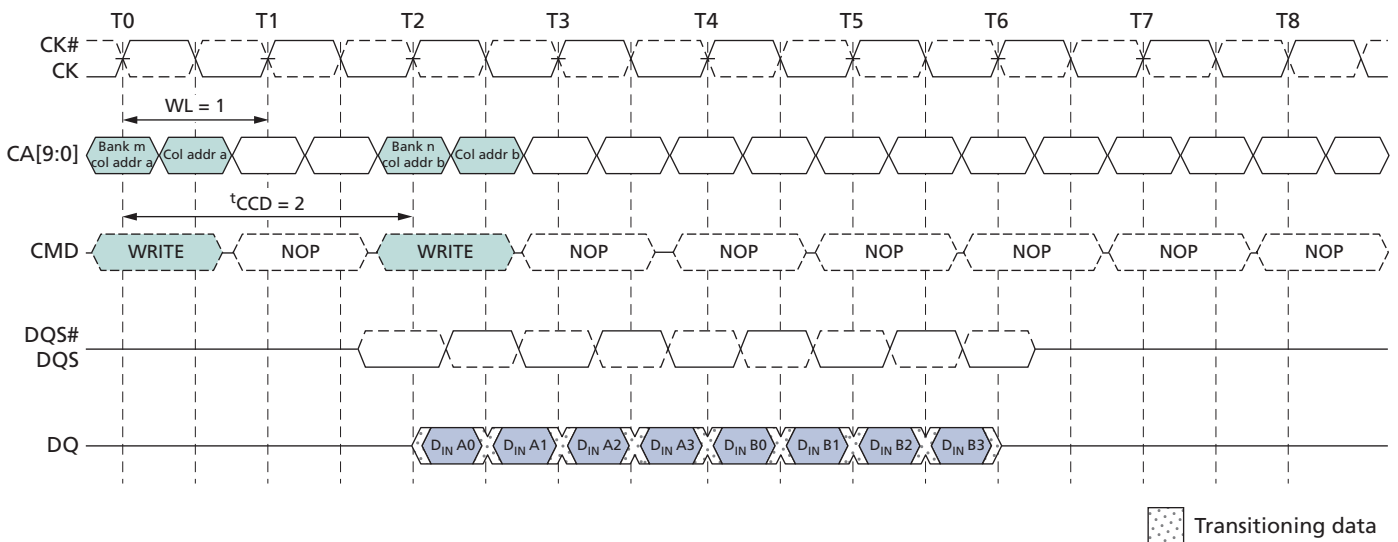 T0 T1 T2 T3 T4 T5 T6 T7 T8
CK#
CK
WL = 1
CA[9:0]
Bank m
col addr a
Col addr a
Bank n
col addr b
Col addr b
tCCD = 2
CMD WRITE NOP WRITE NOP NOP NOP NOP NOP NOP
DQS#
DQS
DQ DIN A0 DIN A1 DIN A2 DIN A3 DIN B0 DIN B1 DIN B2 DIN B3
Transitioning data